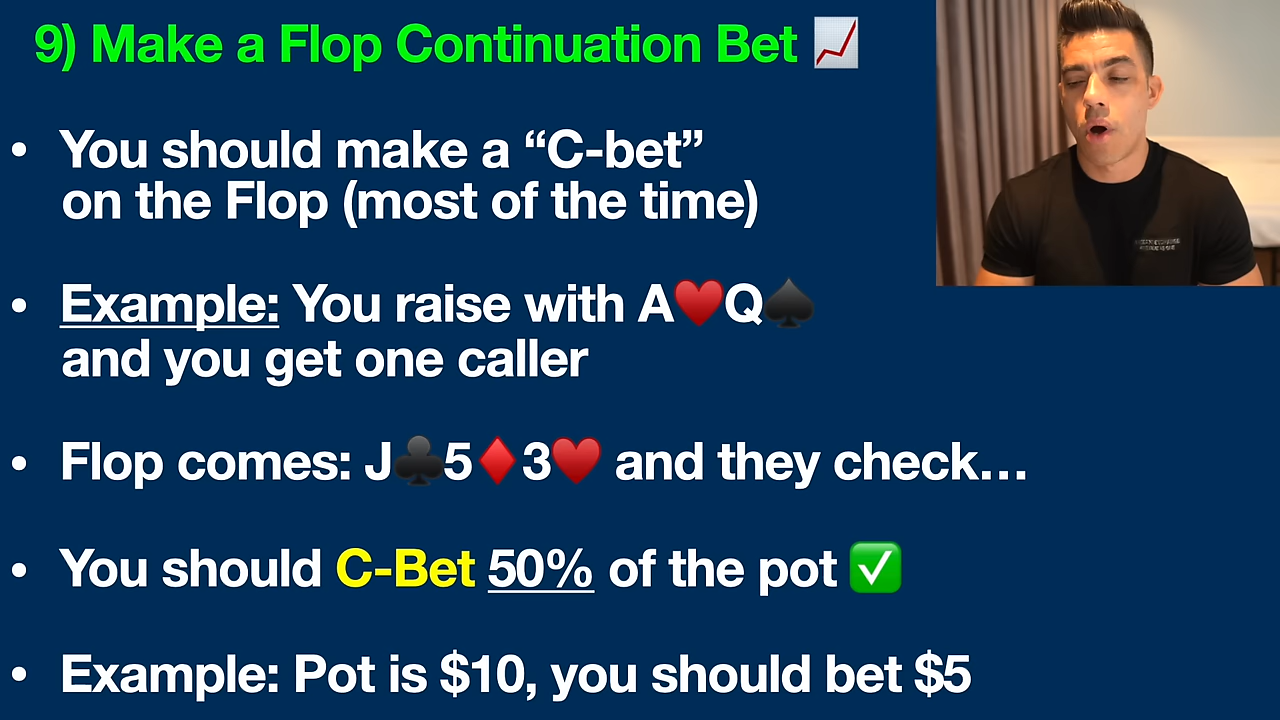 9) Make a Flop Continuation Bet 📈
• You should make a “C-bet”
on the Flop (most of the time)
• Example: You raise with A♥️Q♠️
and you get one caller
• Flop comes: J♣️5♦️3♥️ and they check…
• You should C-Bet 50% of the pot ✅
• Example: Pot is $10, you should bet $5